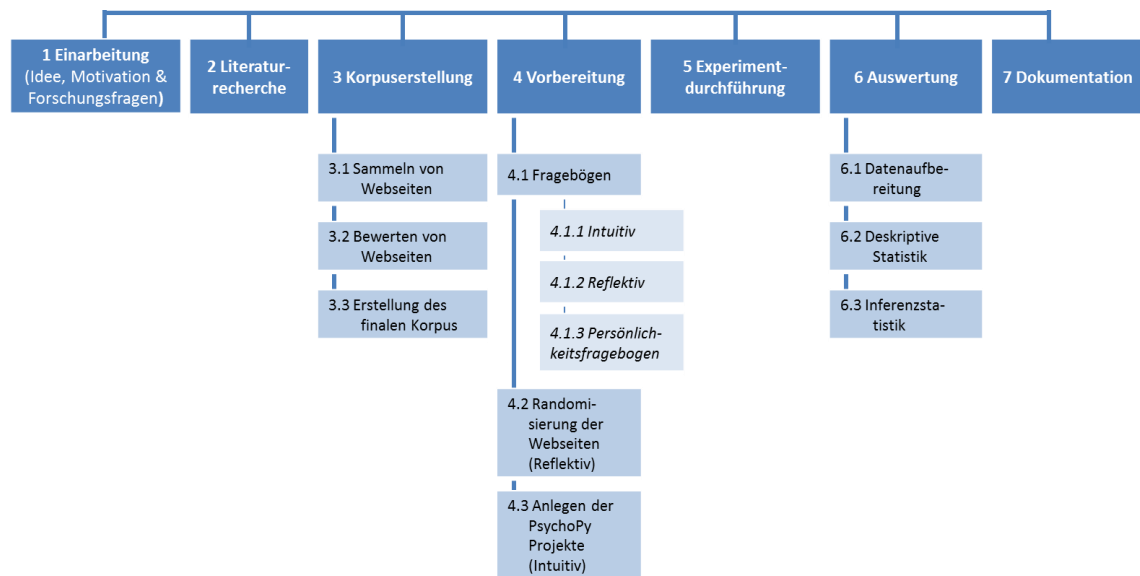 1 Einarbeitung
(Idee, Motivation &
Forschungsfragen)
2 Literatur-
recherche
3 Korpuserstellung
4 Vorbereitung
5 Experiment-
durchführung
6 Auswertung
7 Dokumentation
3.1 Sammeln von
Webseiten
3.2 Bewerten von
Webseiten
3.3 Erstellung des
finalen Korpus
4.1 Fragebögen
4.1.1 Intuitiv
4.1.2 Reflektiv
4.1.3 Persönlich-
keitsfragebogen
4.2 Randomi-
sierung der
Webseiten
(Reflektiv)
4.3 Anlegen der
PsychoPy
Projekte
(Intuitiv)
6.1 Datenaufbe-
reitung
6.2 Deskriptive
Statistik
6.3 Inferenzsta-
tistik